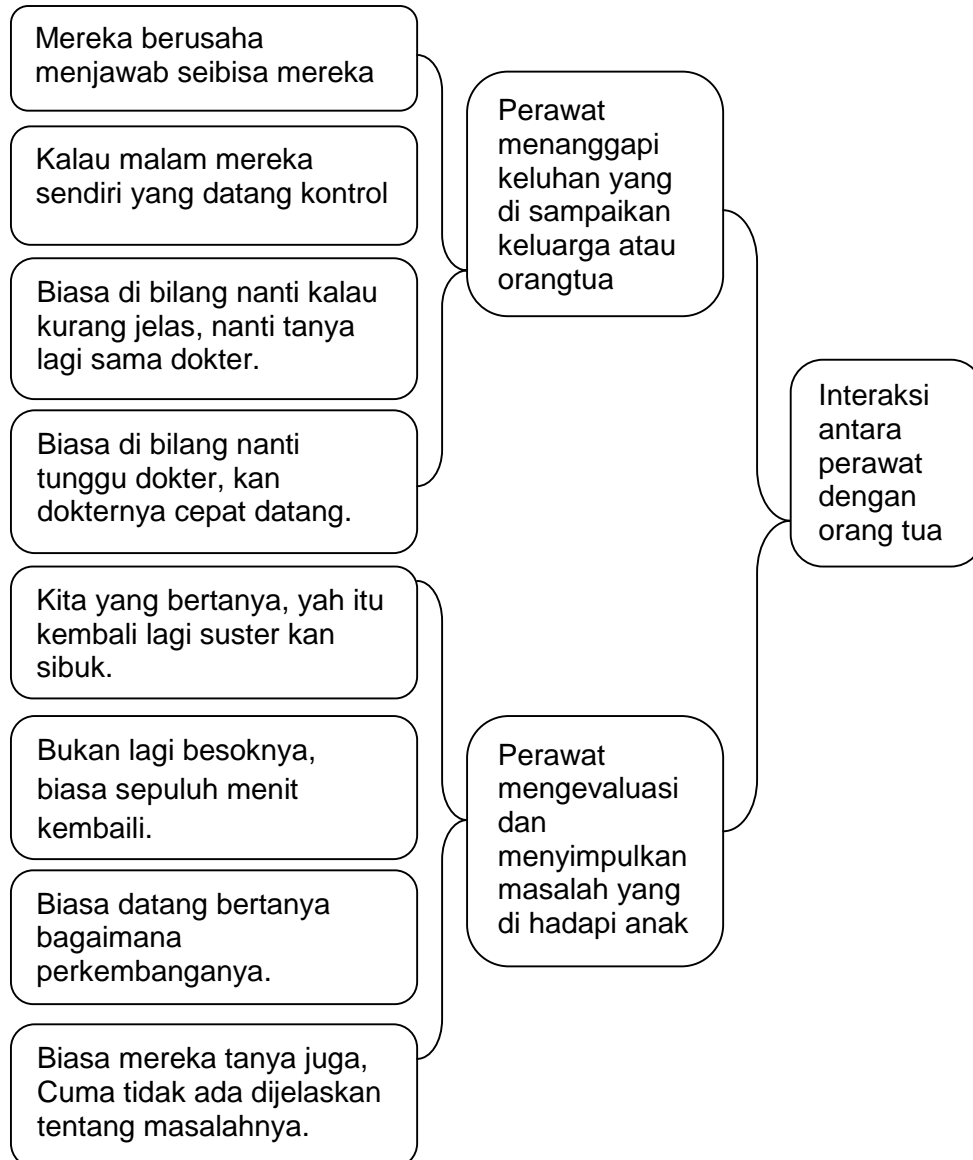 Mereka berusaha
menjawab seibisa mereka
Kalau malam mereka
sendiri yang datang kontrol
Biasa di bilang nanti kalau
kurang jelas, nanti tanya
lagi sama dokter.
Biasa di bilang nanti
tunggu dokter, kan
dokternya cepat datang.
Perawat
menanggapi
keluhan yang
di sampaikan
keluarga atau
orangtua
Kita yang bertanya, yah itu
kembali lagi suster kan
sibuk.
Bukan lagi besoknya,
biasa sepuluh menit
kembaili.
Biasa datang bertanya
bagaimana
perkembanganya.
Biasa mereka tanya juga,
Cuma tidak ada dijelaskan
tentang masalahnya.
Perawat
mengevaluasi
dan
menyimpulkan
masalah yang
di hadapi anak
Interaksi
antara
perawat
dengan
orang tua